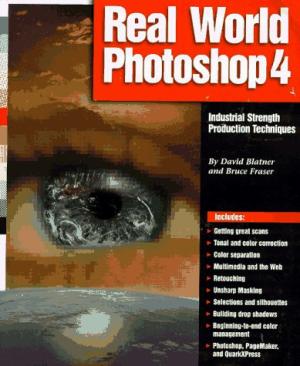 Real World
Photoshop 4
Industrial Strength
Production Techniques
By David Blatner
and Bruce Fraser
Includes:
Getting great scans
Tonal and color correction
Color separation
Multimedia and the Web
Retouching
Unsharp Masking
Selections and silhouettes
Building drop shadows
Beginning-to-end color
management
Photoshop, PageMaker,
and QuarkXPress